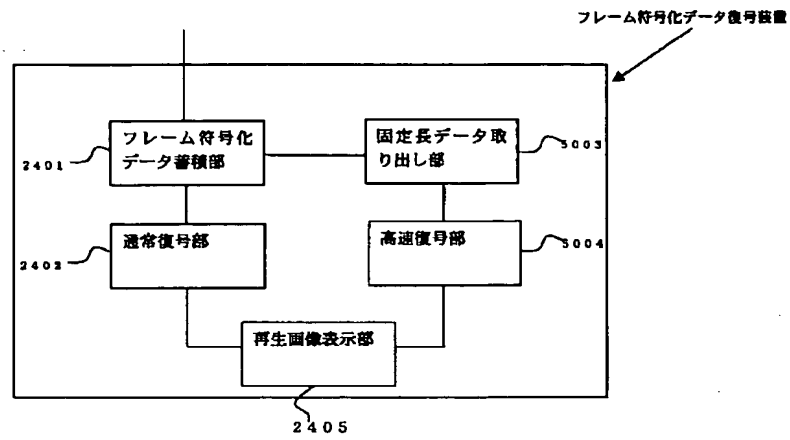 フレーム符号化データ復号装置
フレーム符号化
データ蓄積部
2401
固定長データ取
り出し部
5003
通常復号部
2402
高速復号部
5004
再生画像表示部
2405